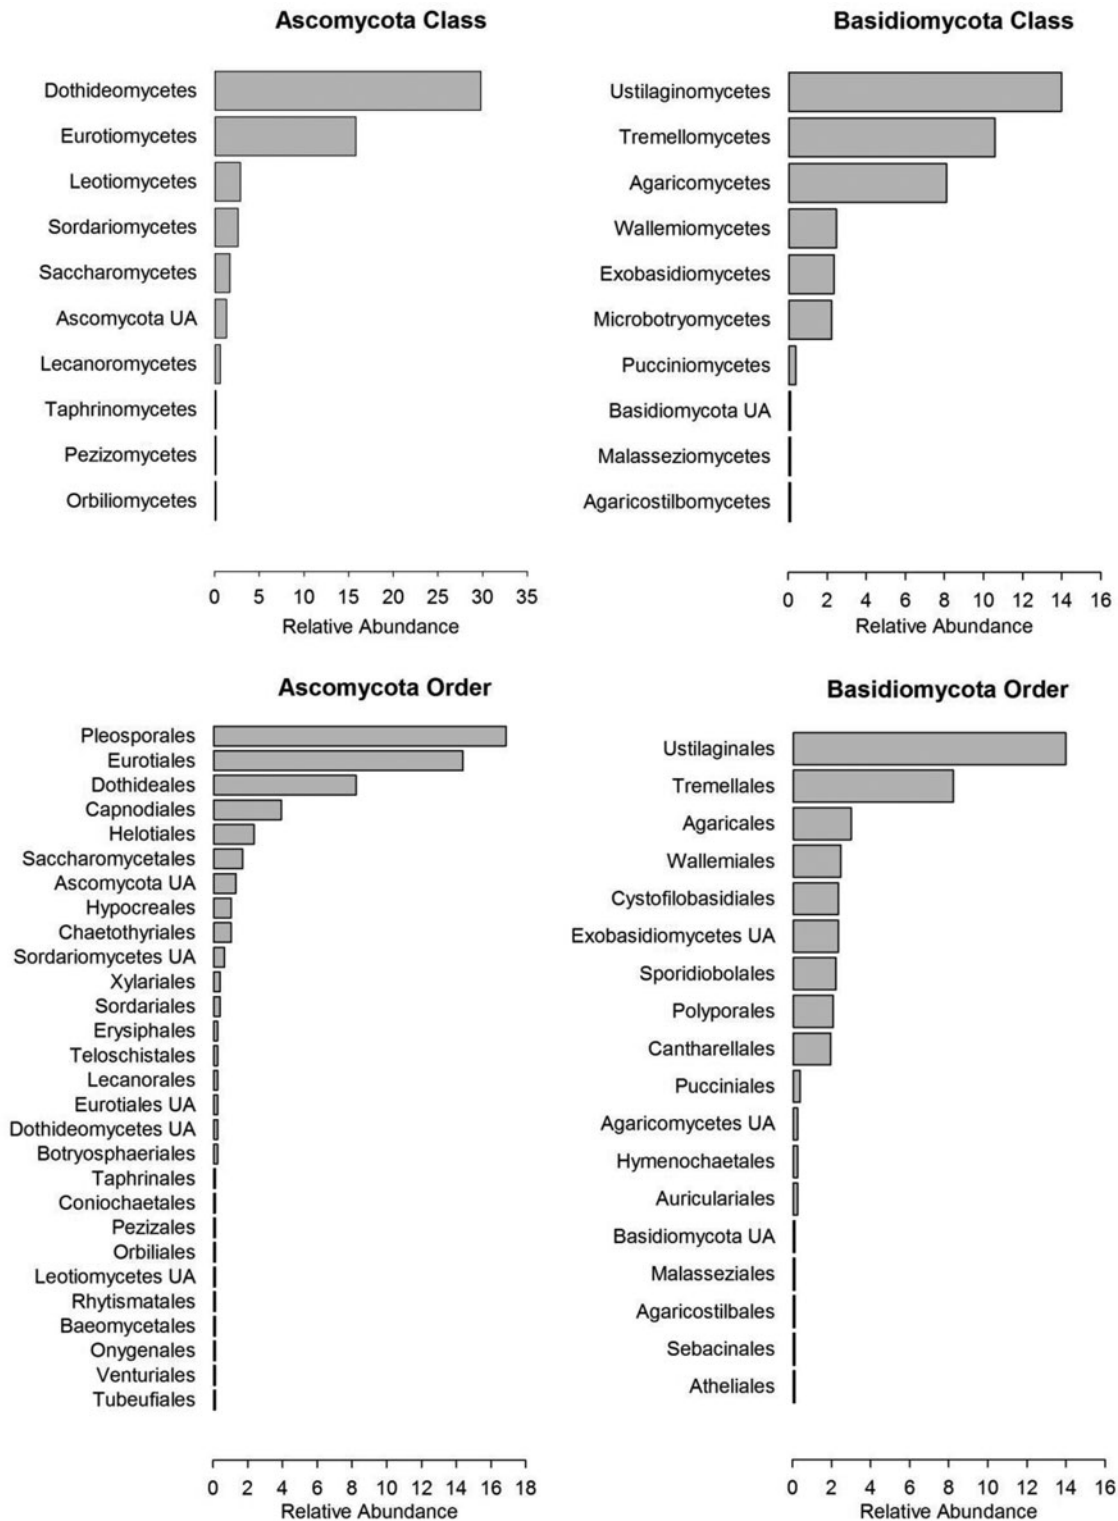 Ascomycota Class
Dothideomycetes
Eurotiomycetes
Leotiomycetes
Sordariomycetes
Saccharomycetes
Ascomycota UA
Lecanoromycetes
Taphrinomycetes
Pezizomycetes
Orbiliomycetes
0 5 10 15 20 25 30 35
Relative Abundance
Basidiomycota Class
Ustilaginomycetes
Tremellomycetes
Agaricomycetes
Wallemiomycetes
Exobasidiomycetes
Microbotryomycetes
Pucciniomycetes
Basidiomycota UA
Malasseziomycetes
Agaricostilbomycetes
0 2 4 6 8 10 12 14 16
Relative Abundance
Ascomycota Order
Pleosporales
Eurotiales
Dothideales
Capnodiales
Helotiales
Saccharomycetales
Ascomycota UA
Hypocreales
Chaetothyriales
Sordariomycetes UA
Xylariales
Sordariales
Erysiphales
Teloschistales
Lecanorales
Eurotiales UA
Dothideomycetes UA
Botryosphaeriales
Taphrinales
Coniochaetales
Pezizales
Orbiliales
Leotiomycetes UA
Rhytismatales
Baeomycetales
Onygenales
Venturiales
Tubeufiales
0 2 4 6 8 10 12 14 16 18
Relative Abundance
Basidiomycota Order
Ustilaginales
Tremellales
Agaricales
Wallemiales
Cystofilobasidiales
Exobasidiomycetes UA
Sporidiobolales
Polyporales
Cantharellales
Pucciniales
Agaricomycetes UA
Hymenochaetales
Auriculariales
Basidiomycota UA
Malasseziales
Agaricostilbales
Sebacinales
Atheliales
0 2 4 6 8 10 12 14 16
Relative Abundance